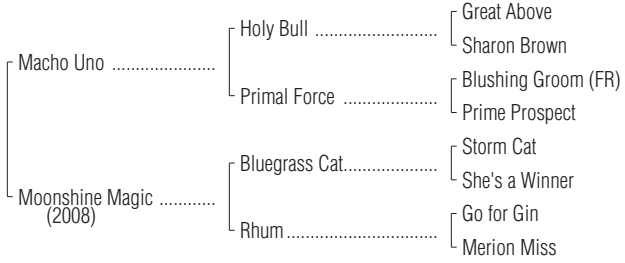 Great Above
Holy Bull ..........................
Sharon Brown
Macho Uno ......................
Blushing Groom (FR)
Primal Force ....................
Prime Prospect
Storm Cat
Bluegrass Cat....................
She's a Winner
Moonshine Magic ............
(2008)
Go for Gin
Rhum................................
Merion Miss